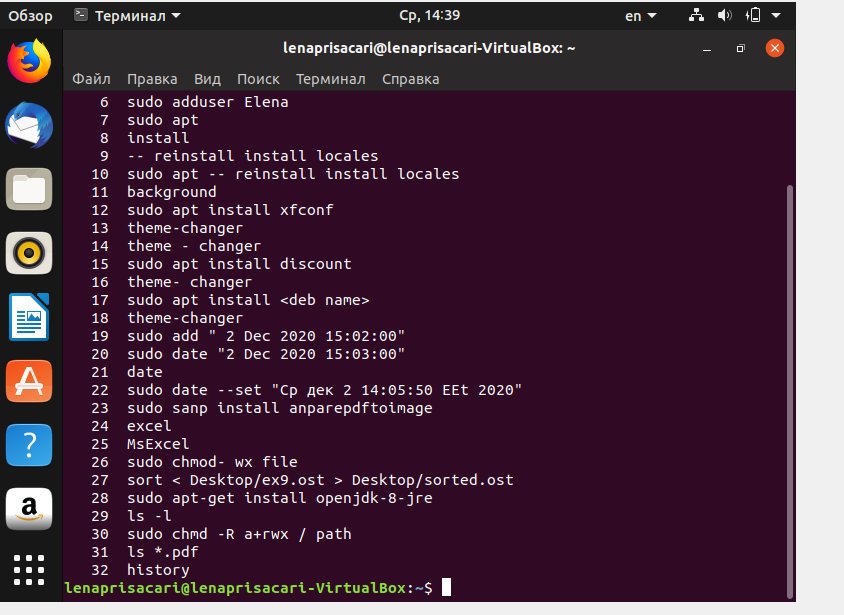 Обзор Терминал Ср, 14:39 en
lenaprisacari@lenaprisacari-VirtualBox: ~
Файл Правка Вид Поиск Терминал Справка
6 sudo adduser Elena
7 sudo apt
8 install
9 -- reinstall install locales
10 sudo apt -- reinstall install locales
11 background
12 sudo apt install xfconf
13 theme-changer
14 theme - changer
15 sudo apt install discount
16 theme- changer
17 sudo apt install <deb name>
18 theme-changer
19 sudo add " 2 Dec 2020 15:02:00"
20 sudo date "2 Dec 2020 15:03:00"
21 date
22 sudo date --set "Ср дек 2 14:05:50 EEt 2020"
23 sudo sanp install anparepdftoimage
24 excel
25 MsExcel
26 sudo chmod- wx file
27 sort < Desktop/ex9.ost > Desktop/sorted.ost
28 sudo apt-get install openjdk-8-jre
29 ls -l
30 sudo chmd -R a+rwx / path
31 ls *.pdf
32 history
lenaprisacari@lenaprisacari-VirtualBox:~$